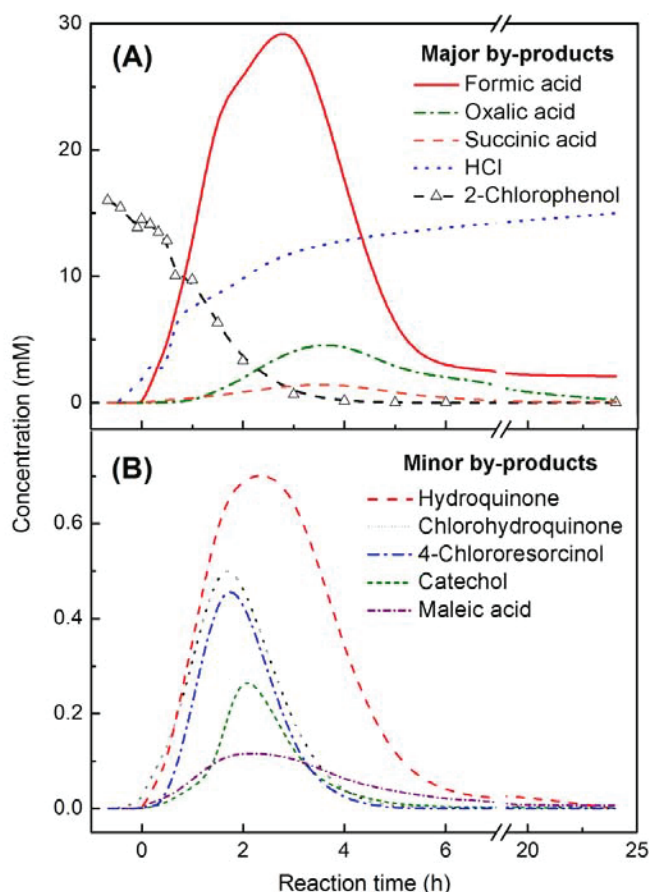 30
20
10
0
Concentration (mM)
(A)
Major by-products
Formic acid
Oxalic acid
Succinic acid
HCl
2-Chlorophenol
(B)
Minor by-products
Hydroquinone
Chlorohydroquinone
4-Chlororesorcinol
Catechol
Maleic acid
0.6
0.4
0.2
0.0
0 2 4 6 20 25
Reaction time (h)